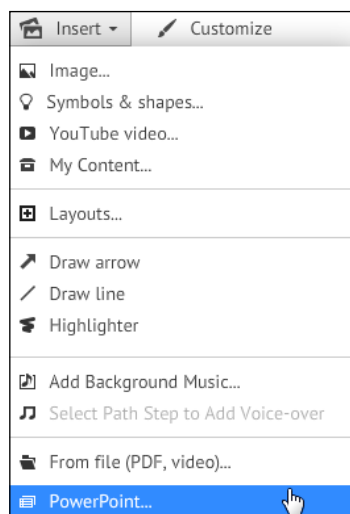 Insert Customize
Image...
Symbols & shapes...
YouTube video...
My Content...
Layouts...
Draw arrow
Draw line
Highlighter
Add Background Music...
Select Path Step to Add Voice-over
From file (PDF, video)...
PowerPoint...